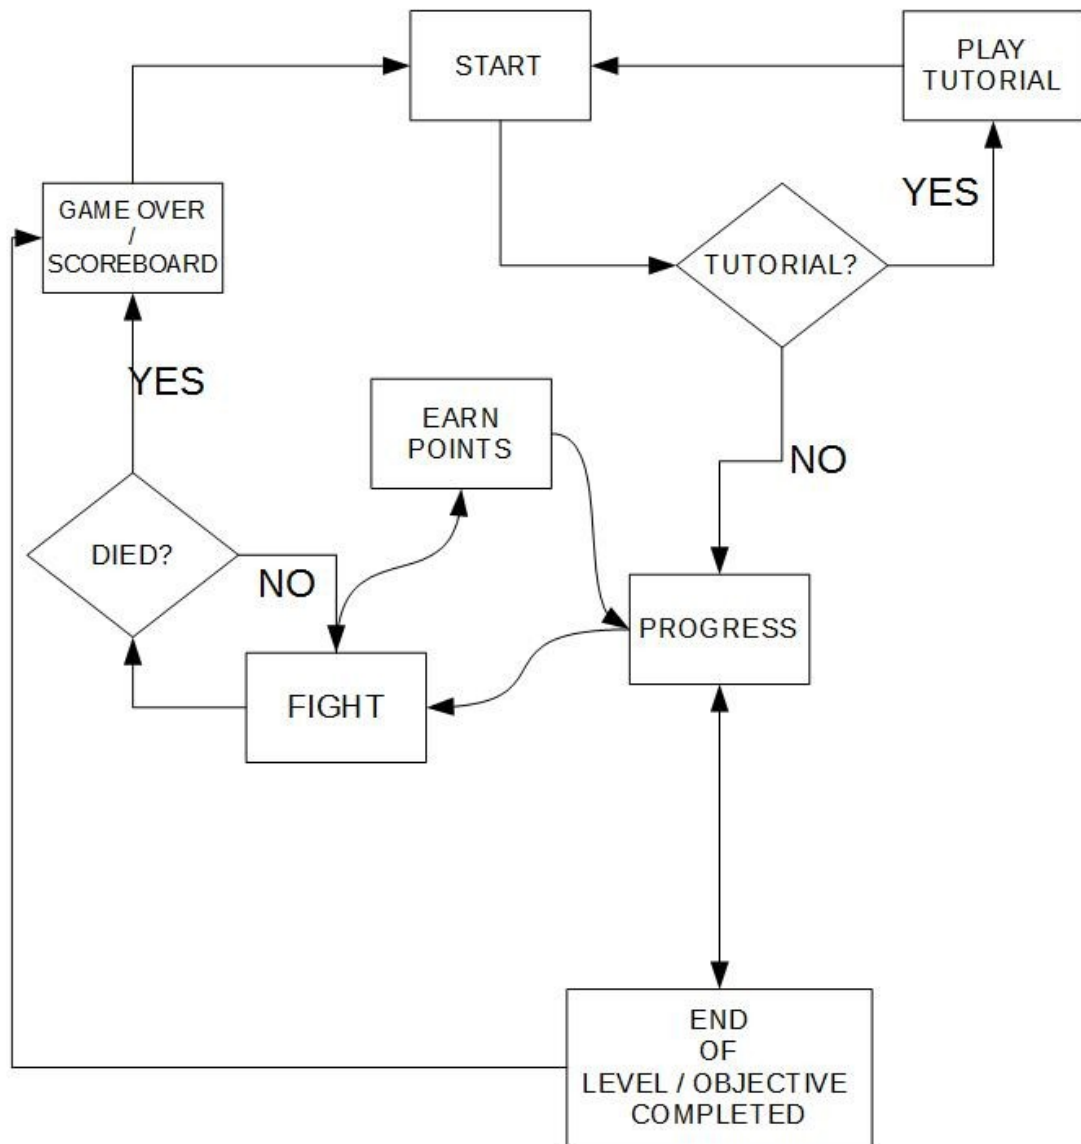 START
PLAY
TUTORIAL
GAME OVER
/
SCOREBOARD
YES
TUTORIAL?
YES
EARN
POINTS
NO
DIED?
NO
PROGRESS
FIGHT
END
OF
LEVEL / OBJECTIVE
COMPLETED